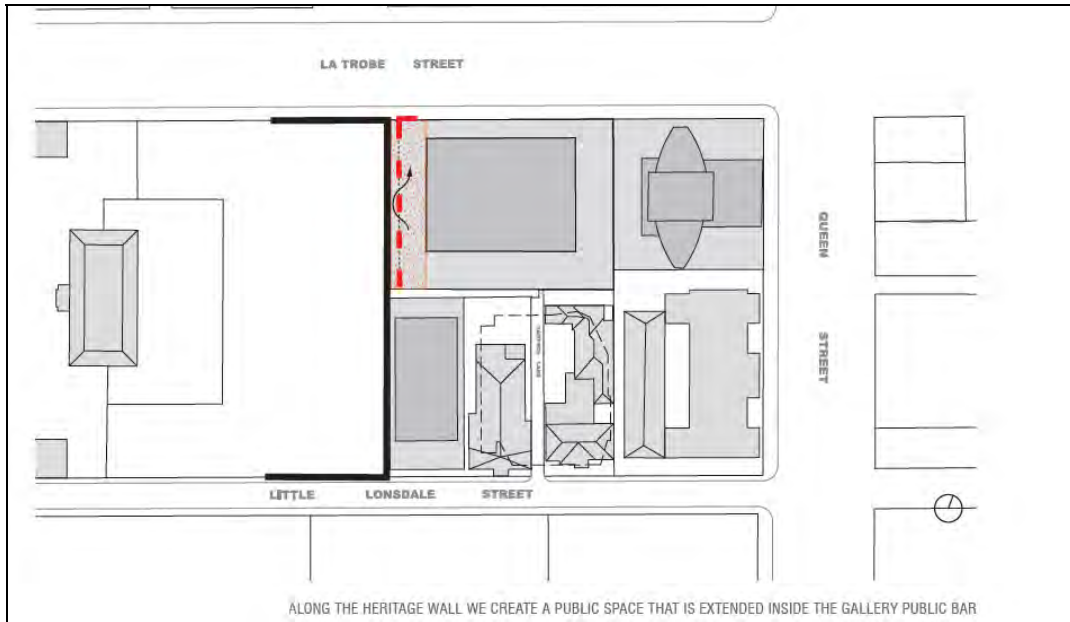 LA TROBE STREET
QUEEN STREET
LITTLE LONSDALE STREET
ALONG THE HERITAGE WALL WE CREATE A PUBLIC SPACE THAT IS EXTENDED INSIDE THE GALLERY PUBLIC BAR